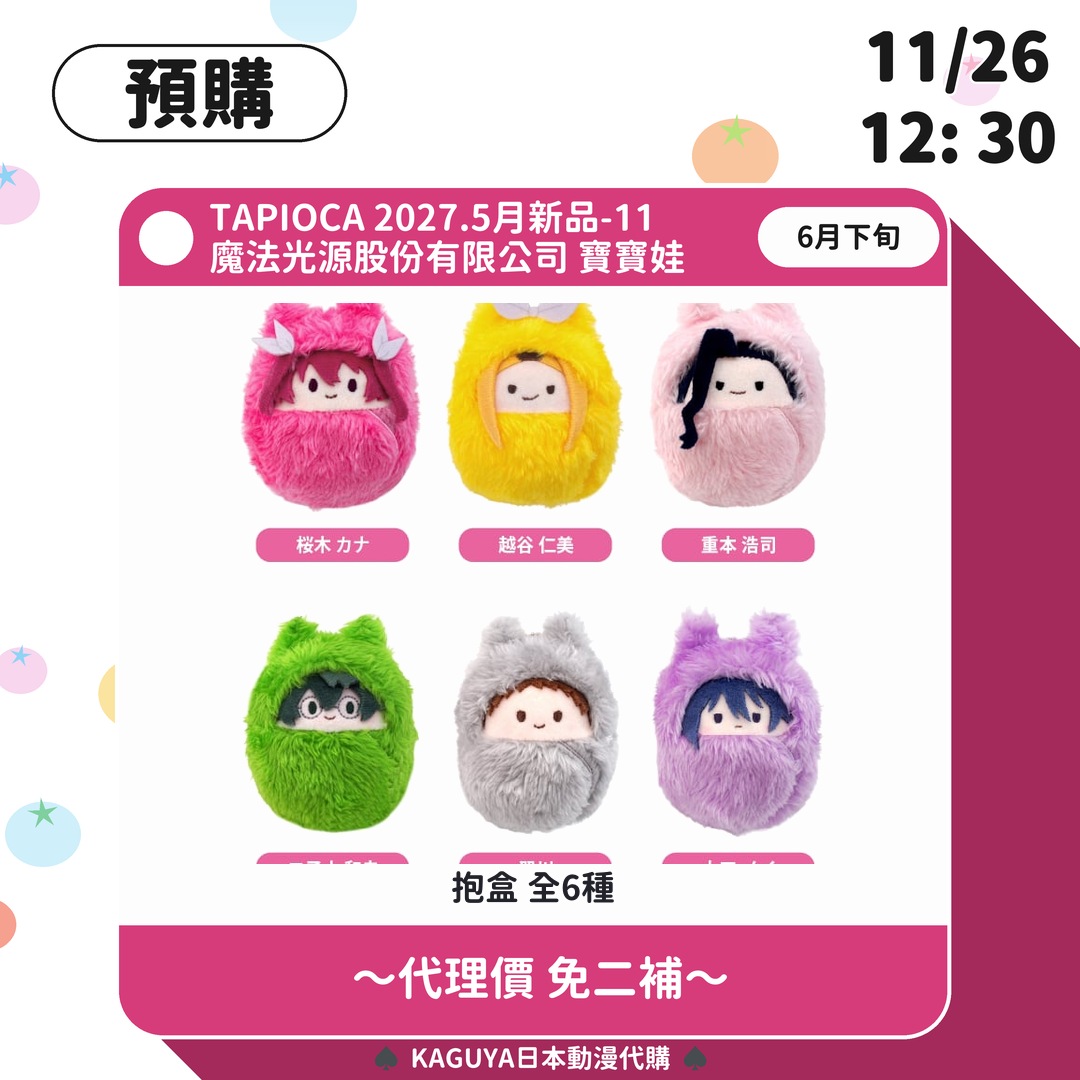 預購
11/26
12: 30
TAPIOCA 2027.5月新品-11
魔法光源股份有限公司 寶寶娃
6月下旬
桜木 カナ
越谷 仁美
重本 浩司
抱盒 全6種
～代理價 免二補～
♠ KAGUYA日本動漫代購 ♠